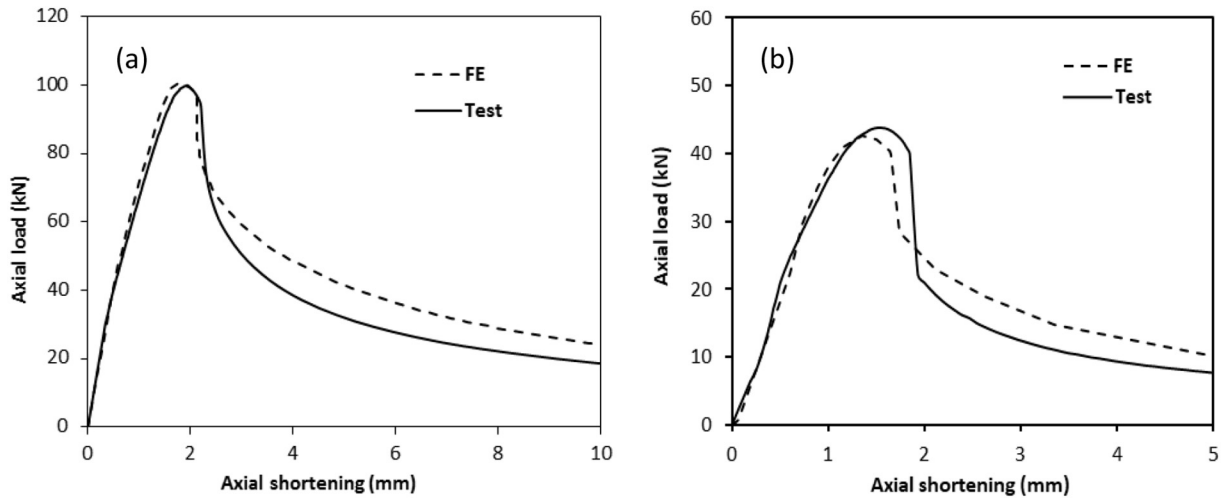 120
100
80
60
40
20
0
Axial load (kN)
(a)
FE
Test
0 2 4 6 8 10
Axial shortening (mm)
60
50
40
30
20
10
0
Axial load (kN)
(b)
FE
Test
0 1 2 3 4 5
Axial shortening (mm)